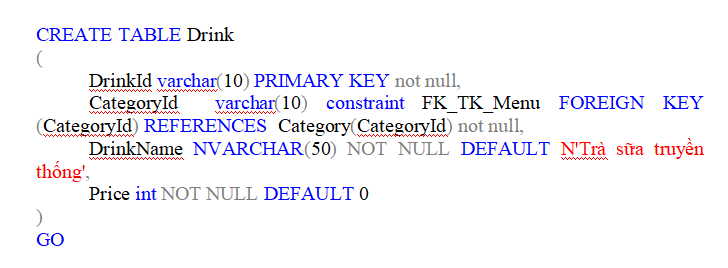 CREATE TABLE Drink
(
DrinkId varchar(10) PRIMARY KEY not null,
CategoryId varchar(10) constraint FK_TK_Menu FOREIGN KEY
(CategoryId) REFERENCES Category(CategoryId) not null,
DrinkName NVARCHAR(50) NOT NULL DEFAULT N'Trà sữa truyền
thống',
Price int NOT NULL DEFAULT 0
)
GO